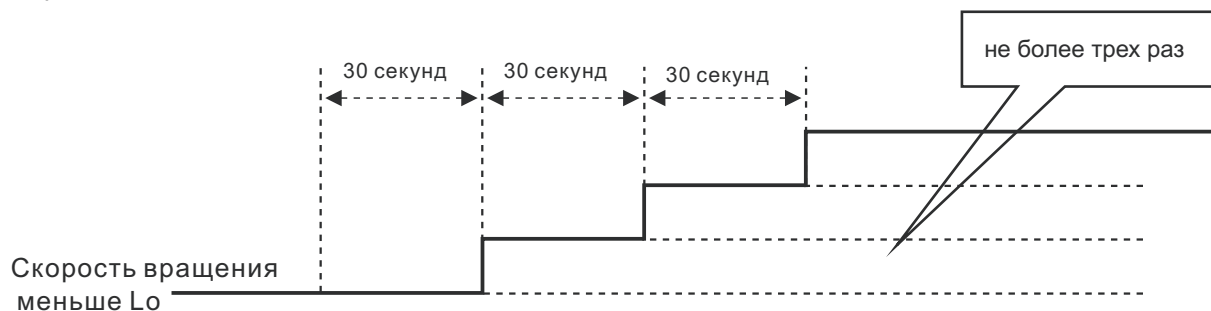 не более трех раз
30 секунд
30 секунд
30 секунд
Скорость вращения
меньше Lo